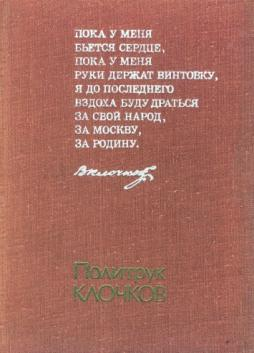 ПОКА У МЕНЯ
БЬЕТСЯ СЕРДЦЕ,
ПОКА У МЕНЯ
РУКИ ДЕРЖАТ ВИНТОВКУ,
Я ДО ПОСЛЕДНЕГО
ВЗДОХА БУДУ ДРАТЬСЯ
ЗА СВОЙ НАРОД,
ЗА МОСКВУ,
ЗА РОДИНУ.
ВКлочков
Политрук
КЛОЧКОВ